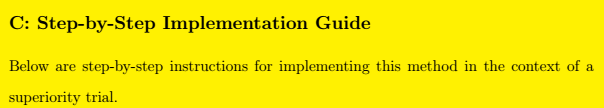 C: Step-by-Step Implementation Guide
Below are step-by-step instructions for implementing this method in the context of a
superiority trial.